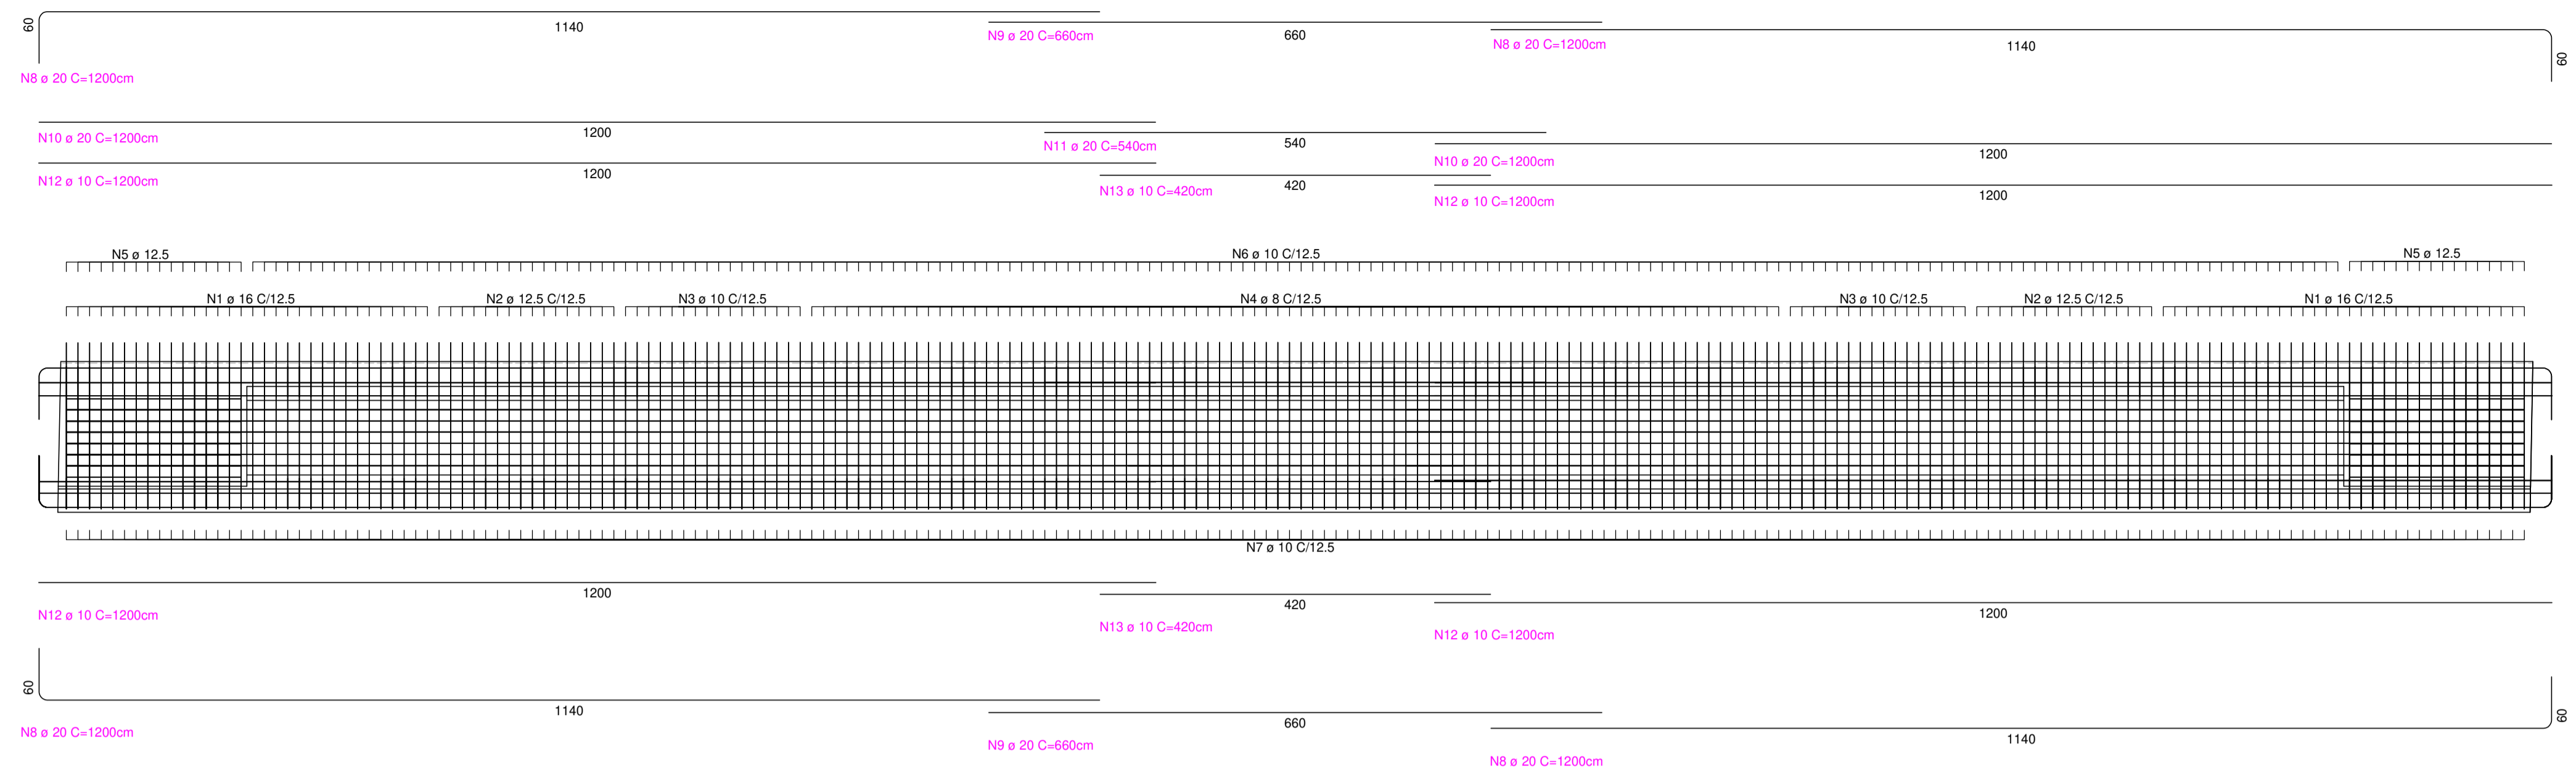 60
1140
N8 ø 20 C=1200cm
N9 ø 20 C=660cm
660
N8 ø 20 C=1200cm
1140
60
N10 ø 20 C=1200cm
1200
N11 ø 20 C=540cm
540
N10 ø 20 C=1200cm
1200
N12 ø 10 C=1200cm
1200
N13 ø 10 C=420cm
420
N12 ø 10 C=1200cm
1200
N5 ø 12.5
N6 ø 10 C/12.5
N5 ø 12.5
N1 ø 16 C/12.5
N2 ø 12.5 C/12.5
N3 ø 10 C/12.5
N4 ø 8 C/12.5
N3 ø 10 C/12.5
N2 ø 12.5 C/12.5
N1 ø 16 C/12.5
N7 ø 10 C/12.5
1200
N12 ø 10 C=1200cm
420
N13 ø 10 C=420cm
1200
N12 ø 10 C=1200cm
60
1140
N8 ø 20 C=1200cm
660
N9 ø 20 C=660cm
60
1140
N8 ø 20 C=1200cm